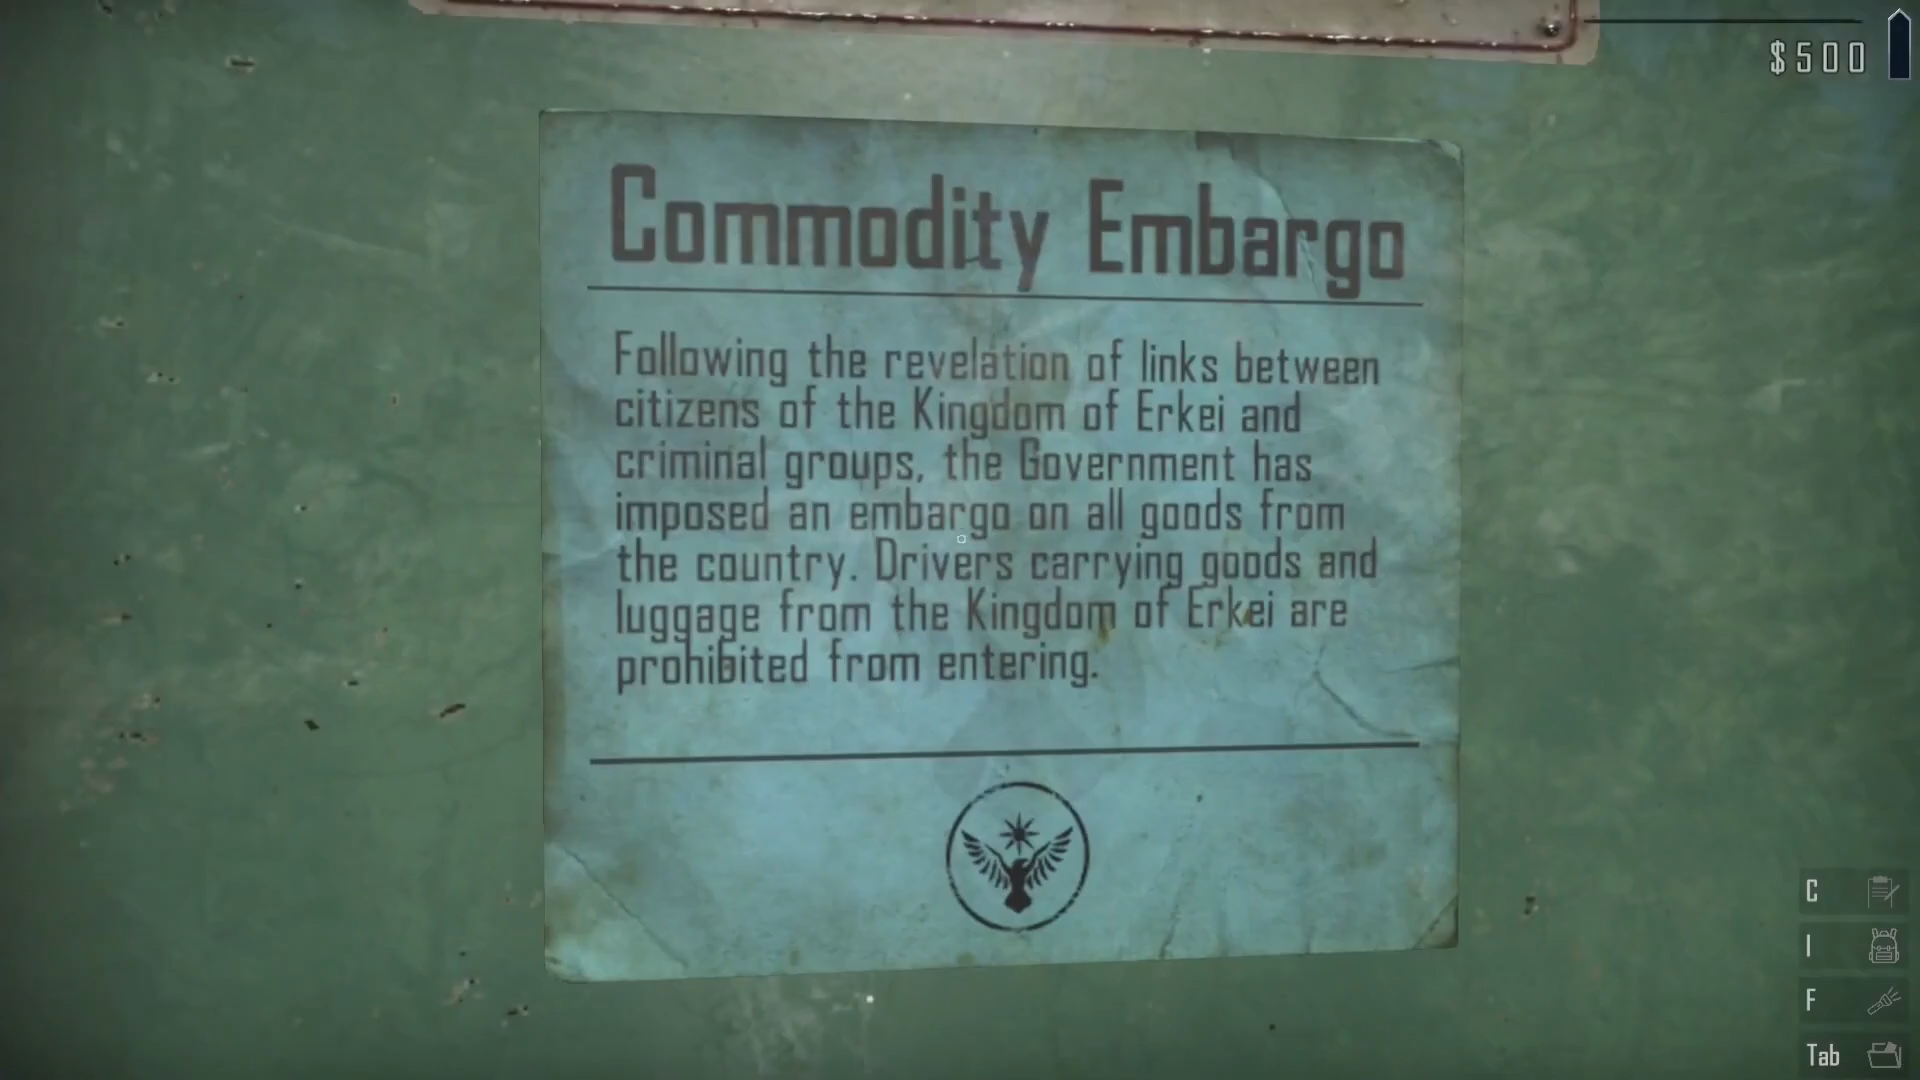 $500
Commodity Embargo
Following the revelation of links between
citizens of the Kingdom of Erkei and
criminal groups, the Government has
imposed an embargo on all goods from
the country. Drivers carrying goods and
luggage from the Kingdom of Erkei are
prohibited from entering.
C
I
F
Tab